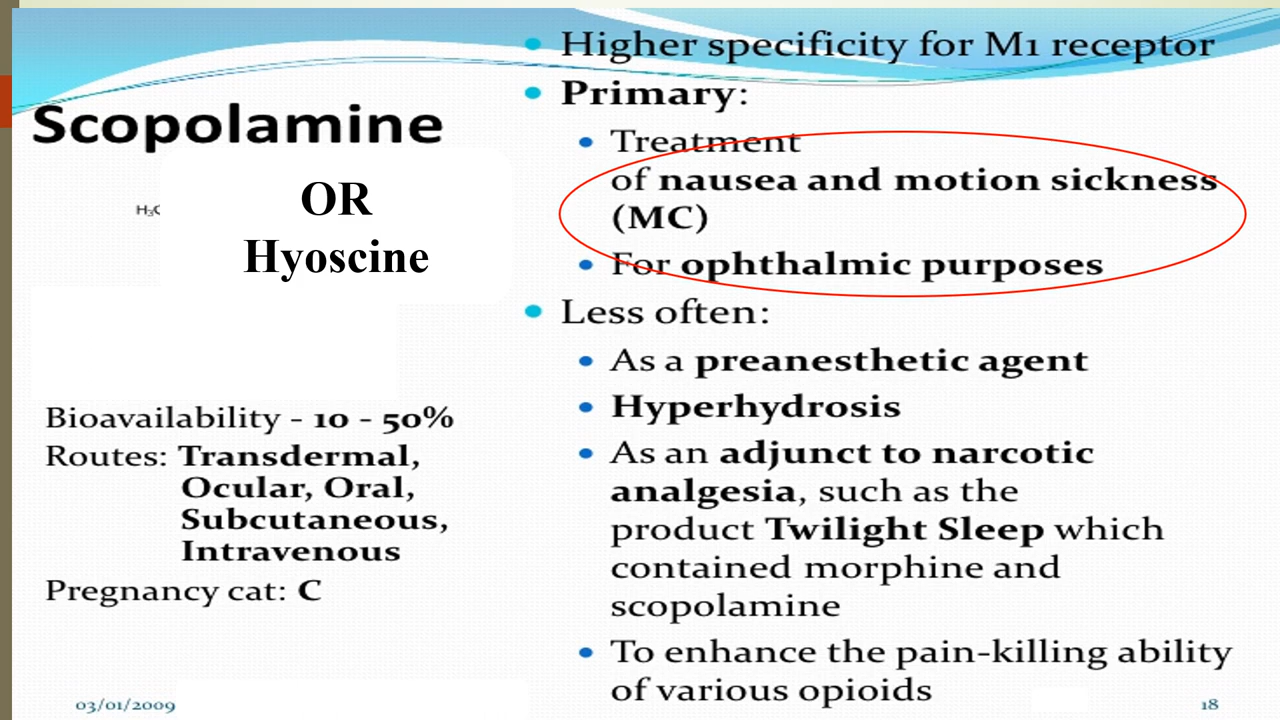 Scopolamine
OR
Hyoscine
H₃C
Bioavailability - 10 - 50%
Routes: Transdermal,
Ocular, Oral,
Subcutaneous,
Intravenous
Pregnancy cat: C
• Higher specificity for M1 receptor
• Primary:
• Treatment
of nausea and motion sickness
(MC)
• For ophthalmic purposes
• Less often:
• As a preanesthetic agent
• Hyperhydrosis
• As an adjunct to narcotic
analgesia, such as the
product Twilight Sleep which
contained morphine and
scopolamine
• To enhance the pain-killing ability
of various opioids
03/01/2009
18